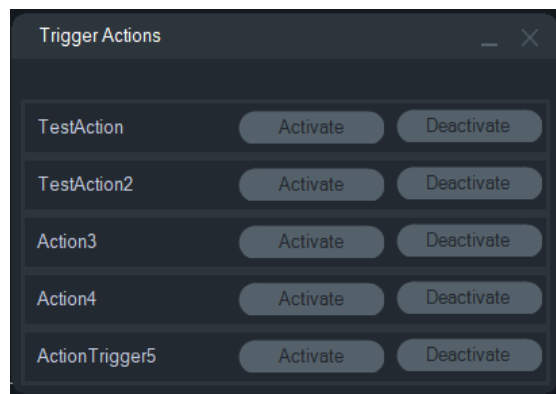 Trigger Actions
TestAction Activate Deactivate
TestAction2 Activate Deactivate
Action3 Activate Deactivate
Action4 Activate Deactivate
ActionTrigger5 Activate Deactivate